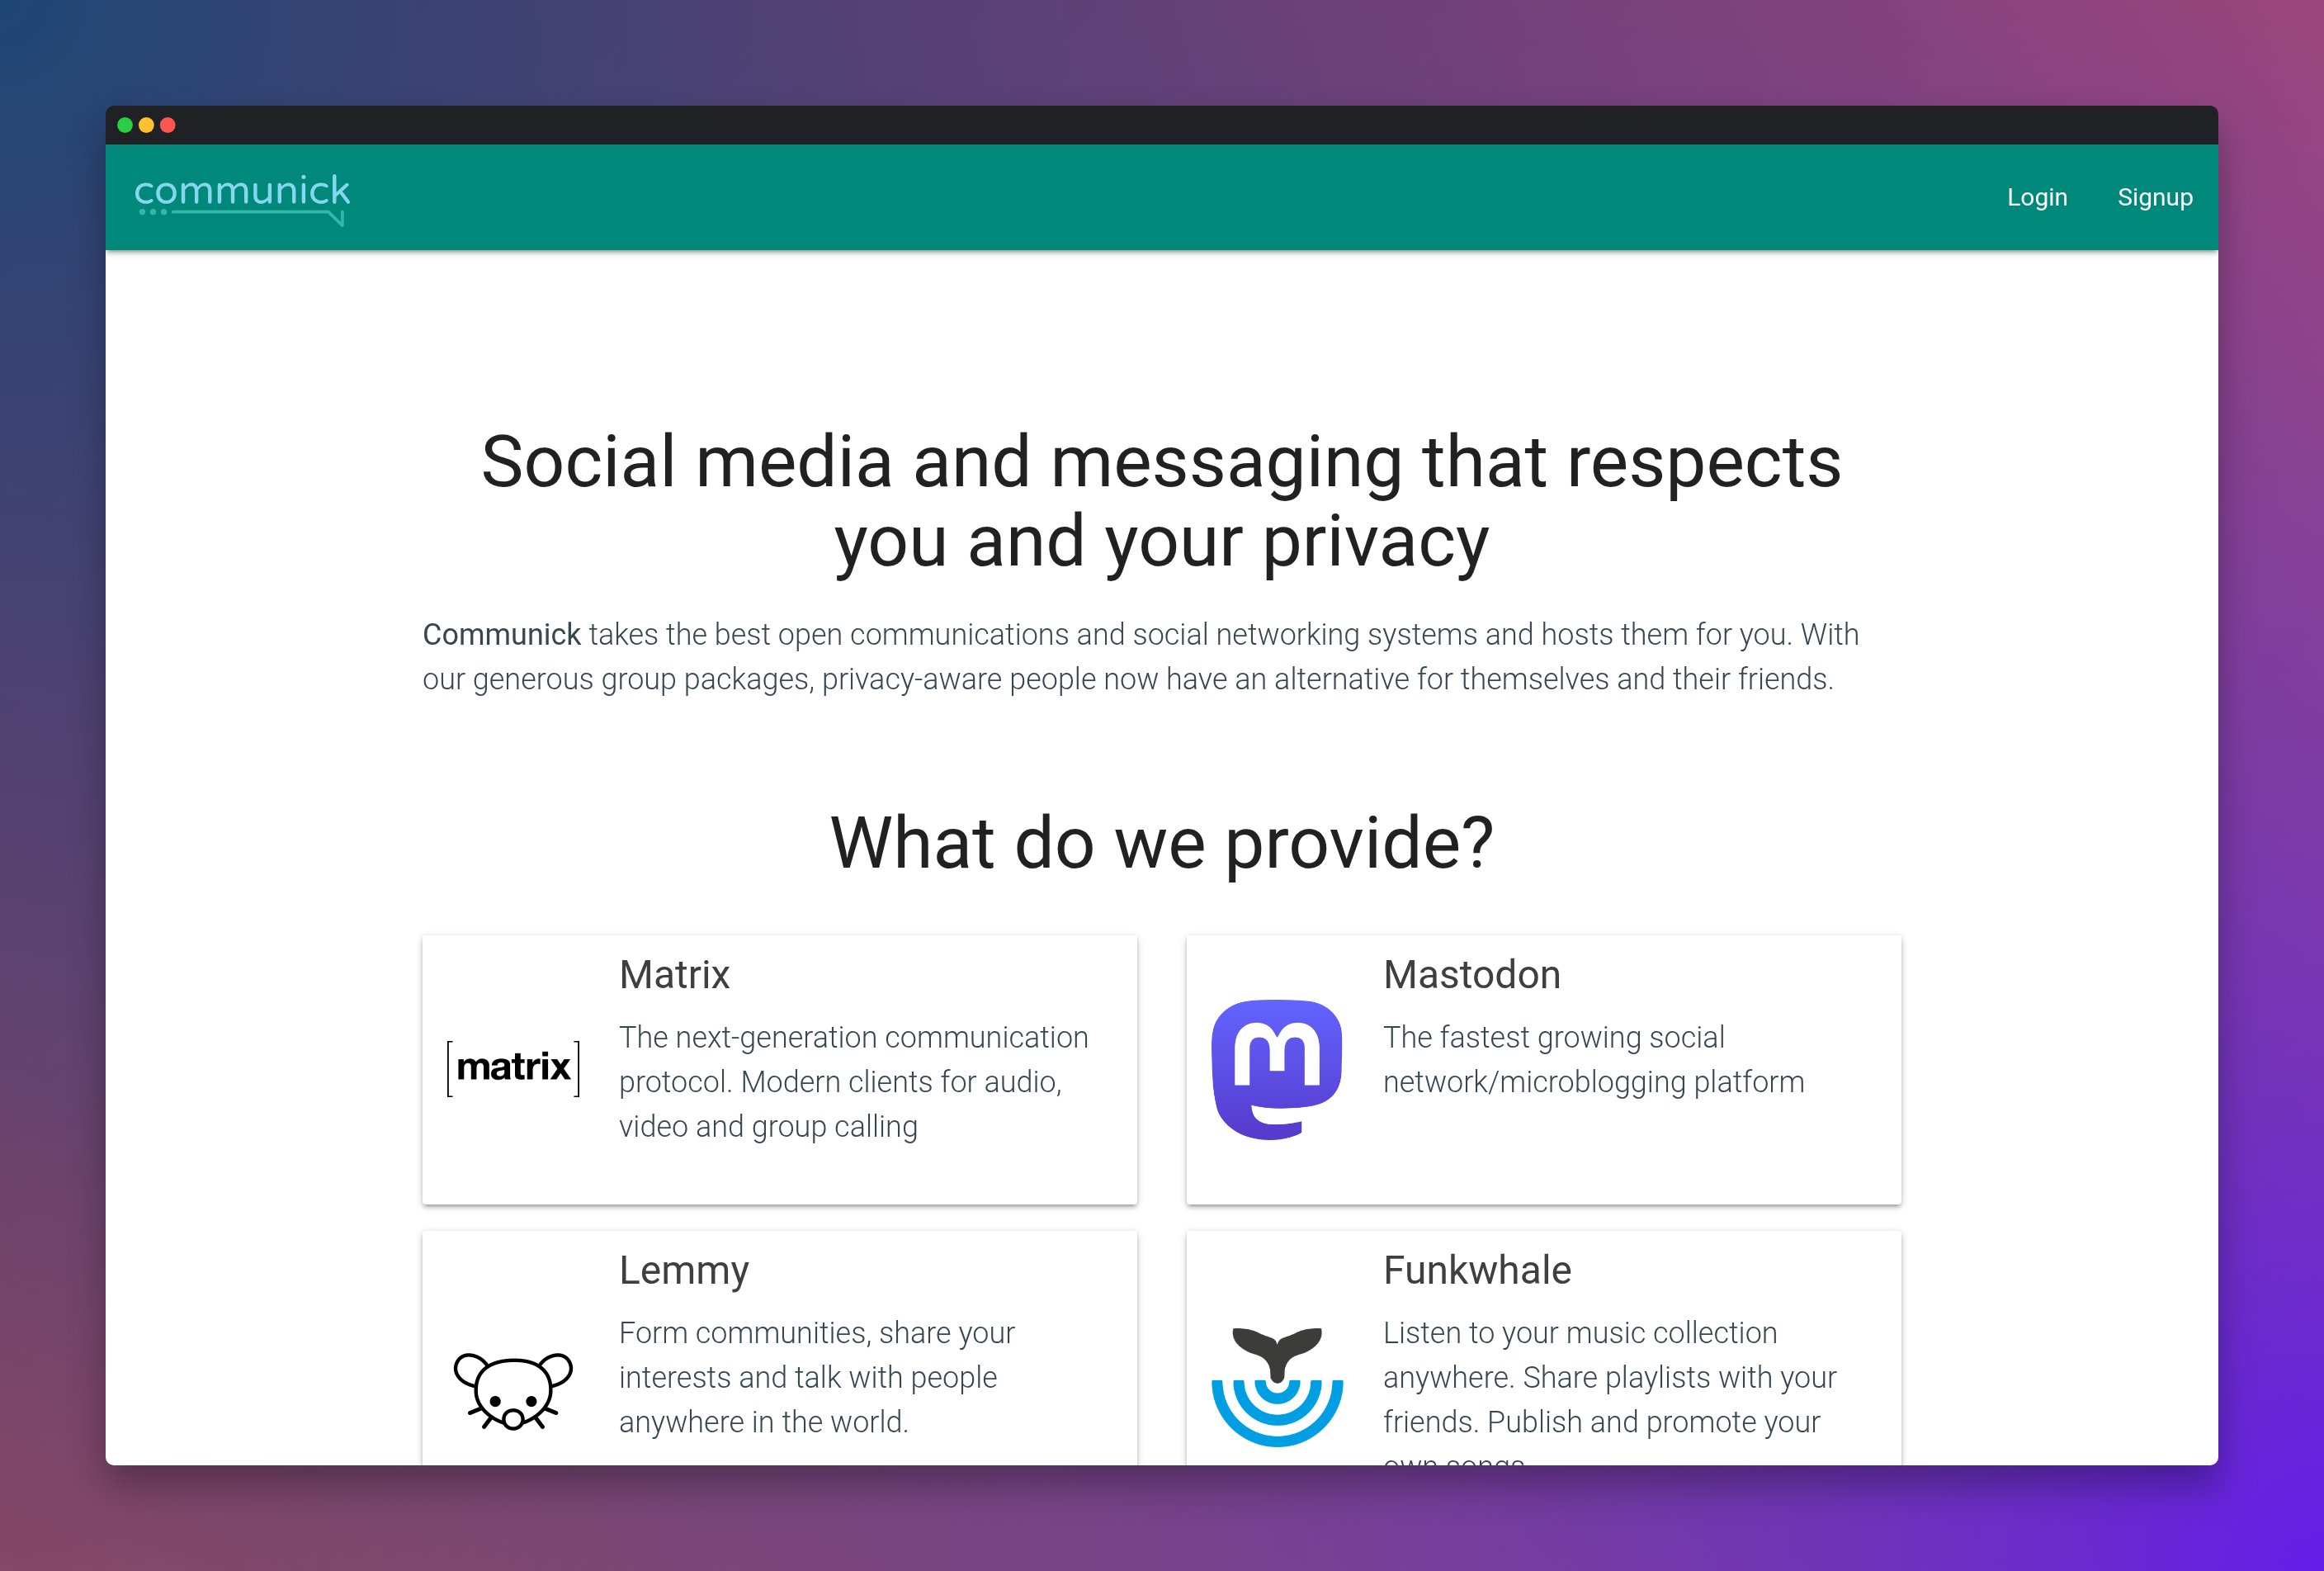 communick
Login
Signup
Social media and messaging that respects
you and your privacy
Communick takes the best open communications and social networking systems and hosts them for you. With
our generous group packages, privacy-aware people now have an alternative for themselves and their friends.
What do we provide?
[matrix]
Matrix
The next-generation communication
protocol. Modern clients for audio,
video and group calling
m
Mastodon
The fastest growing social
network/microblogging platform
Lemmy
Form communities, share your
interests and talk with people
anywhere in the world.
Funkwhale
Listen to your music collection
anywhere. Share playlists with your
friends. Publish and promote your
own songs